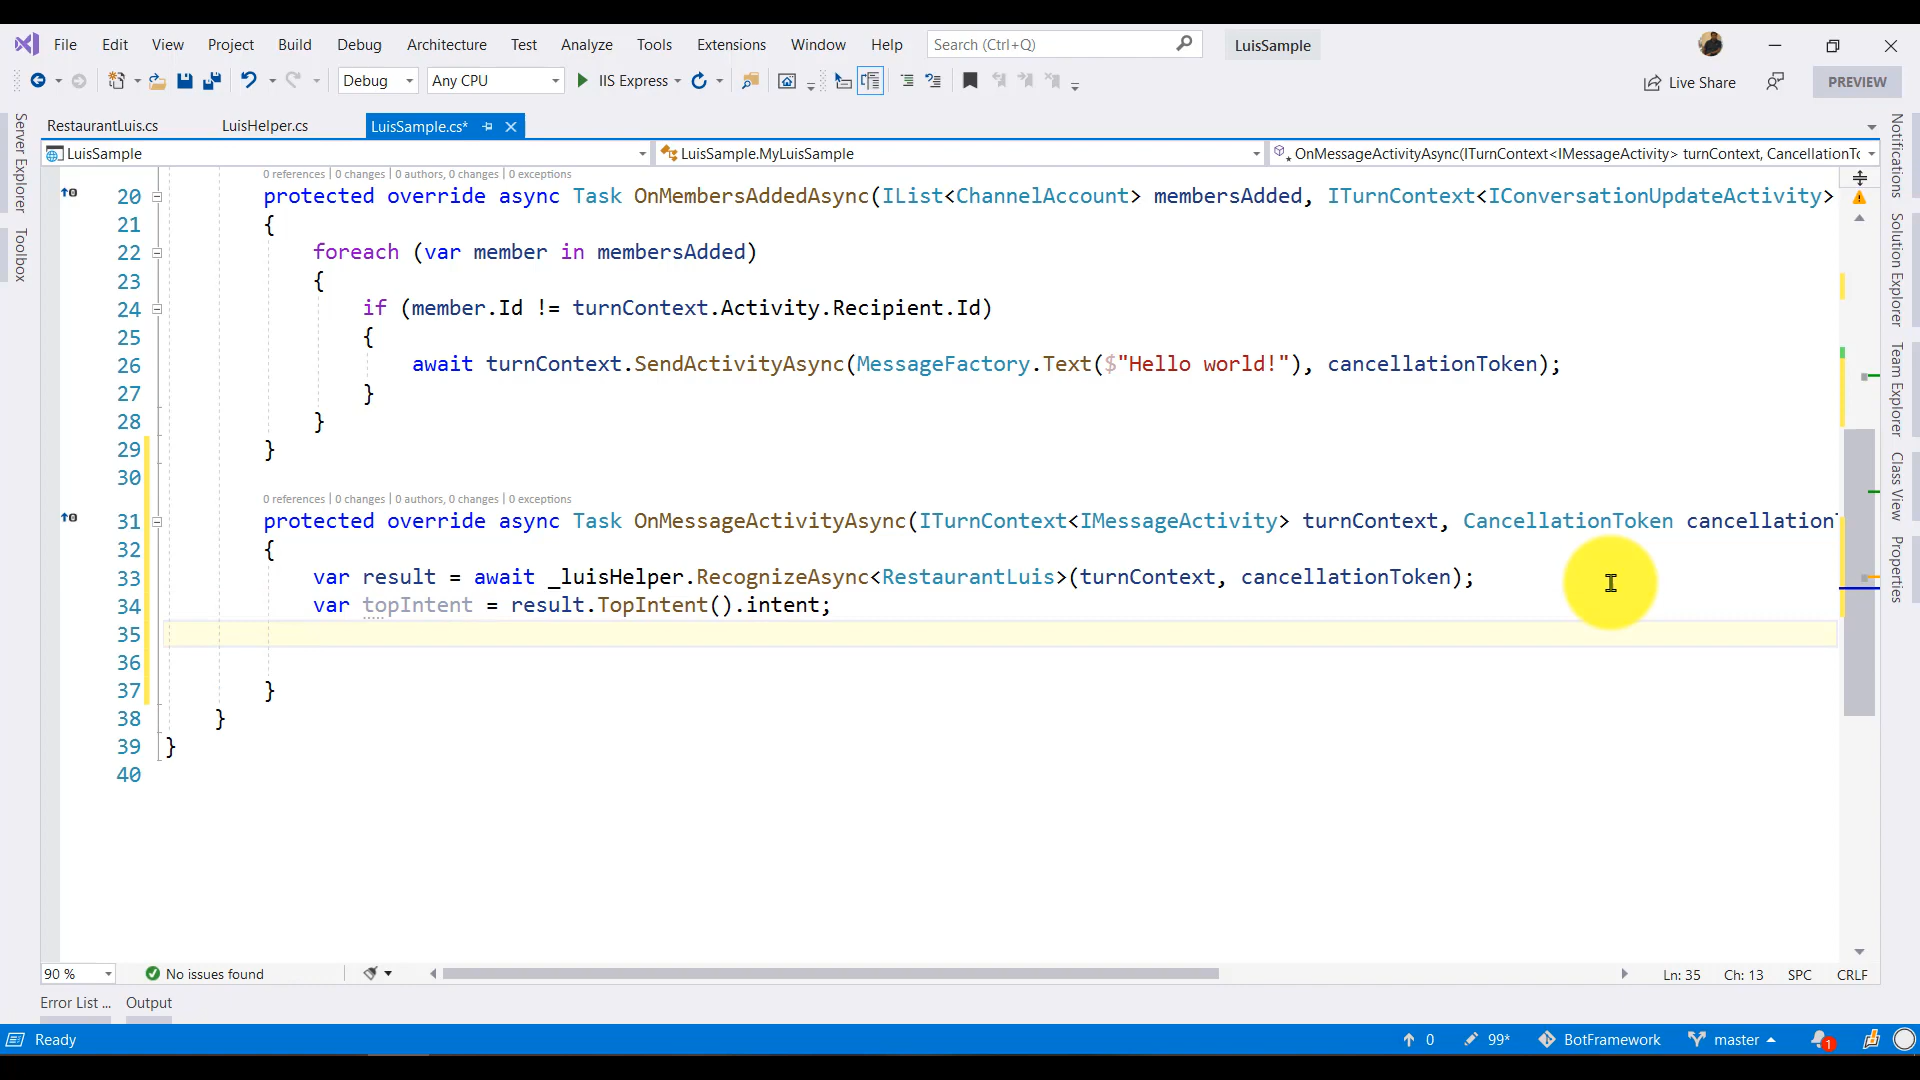 File Edit View Project Build Debug Architecture Test Analyze Tools Extensions Window Help Search (Ctrl+Q) LuisSample
Debug Any CPU IIS Express Live Share PREVIEW
RestaurantLuis.cs LuisHelper.cs LuisSample.cs*
LuisSample LuisSample.MyLuisSample OnMessageActivityAsync(ITurnContext<IMessageActivity> turnContext, CancellationTo
Server Explorer
Toolbox
0 references | 0 changes | 0 authors, 0 changes | 0 exceptions
20 protected override async Task OnMembersAddedAsync(IList<ChannelAccount> membersAdded, ITurnContext<IConversationUpdateActivity>
21 {
22 foreach (var member in membersAdded)
23 {
24 if (member.Id != turnContext.Activity.Recipient.Id)
25 {
26 await turnContext.SendActivityAsync(MessageFactory.Text($"Hello world!"), cancellationToken);
27 }
28 }
29 }
30
0 references | 0 changes | 0 authors, 0 changes | 0 exceptions
31 protected override async Task OnMessageActivityAsync(ITurnContext<IMessageActivity> turnContext, CancellationToken cancellation
32 {
33 var result = await _luisHelper.RecognizeAsync<RestaurantLuis>(turnContext, cancellationToken);
34 var topIntent = result.TopIntent().intent;
35
36
37 }
38 }
39 }
40
Notifications
Solution Explorer
Team Explorer
Class View
Properties
90 % No issues found Ln: 35 Ch: 13 SPC CRLF
Error List ... Output
Ready 0 99* BotFramework master 1